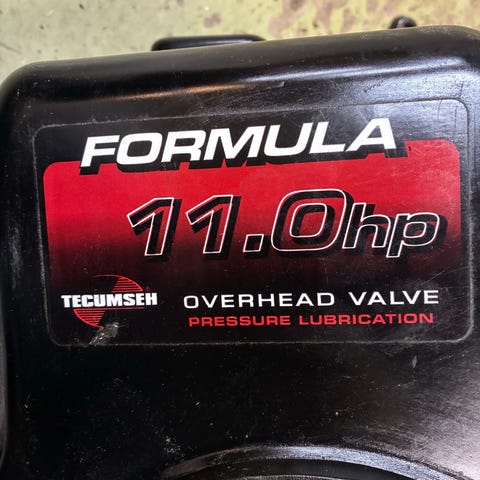 FORMULA
11.0hp
TECUMSEH
OVERHEAD VALVE
PRESSURE LUBRICATION